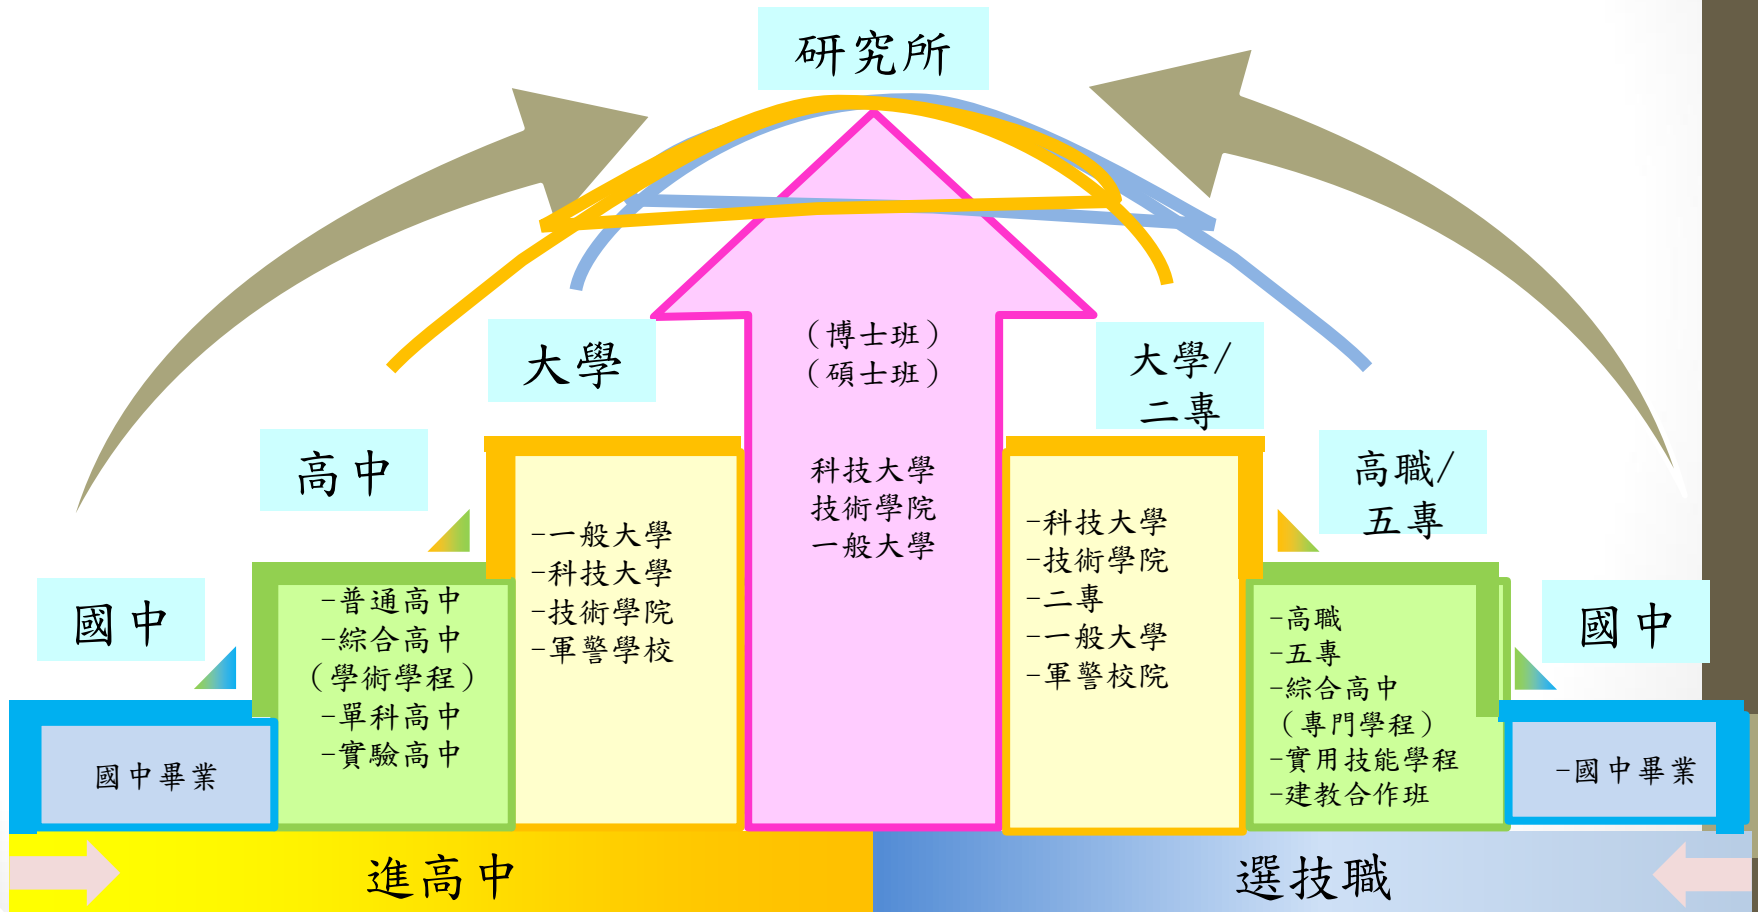 研究所
大學
高中
國中
大學/
二專
高職/
五專
國中
國中畢業
-普通高中
-綜合高中
(學術學程)
-單科高中
-實驗高中
-一般大學
-科技大學
-技術學院
-軍警學校
(博士班)
(碩士班)
科技大學
技術學院
一般大學
-科技大學
-技術學院
-二專
-一般大學
-軍警校院
-高職
-五專
-綜合高中
(專門學程)
-實用技能學程
-建教合作班
-國中畢業
進高中
選技職